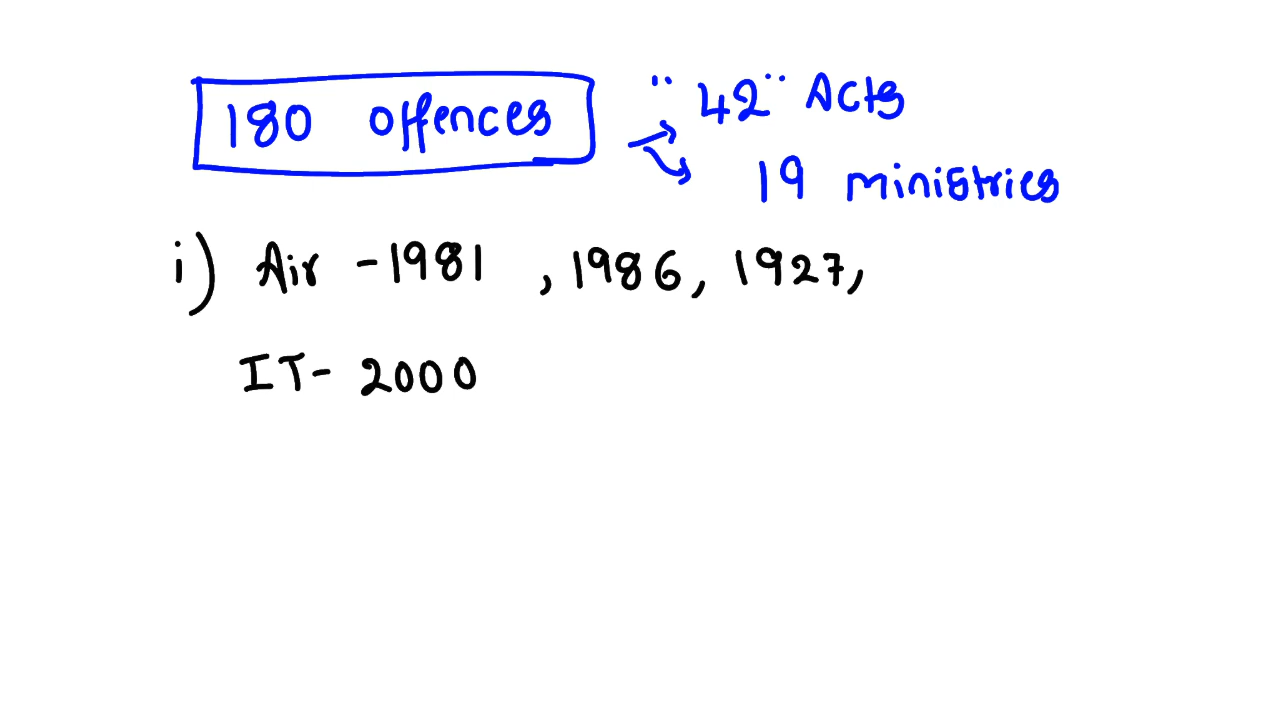 180 offences
"42" Acts
19 ministries
i) Air - 1981 , 1986, 1927,
IT- 2000